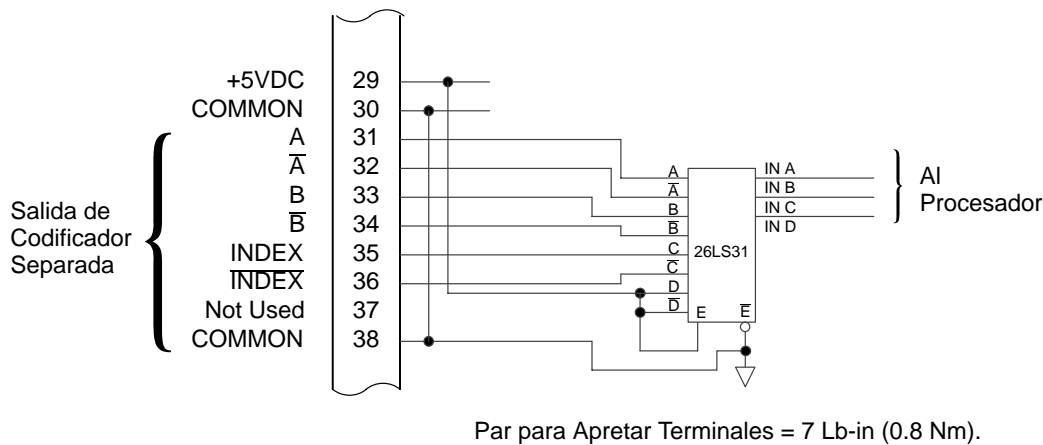 +5VDC 29
COMMON 30
A 31
A̅ 32
B 33
B̅ 34
INDEX 35
I̅N̅D̅E̅X̅ 36
Not Used 37
COMMON 38
Salida de
Codificador
Separada
A
A̅
B
B̅
C
C̅
D
D̅
26LS31
E E̅
IN A
IN B
IN C
IN D
Al
Procesador
Par para Apretar Terminales = 7 Lb-in (0.8 Nm).